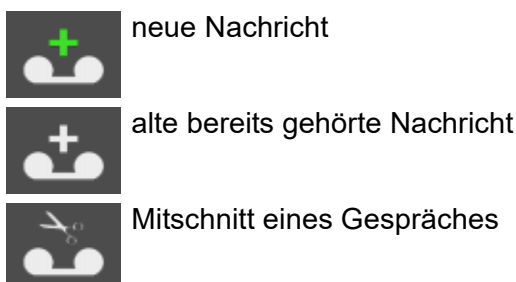 neue Nachricht
alte bereits gehörte Nachricht
Mitschnitt eines Gespräches